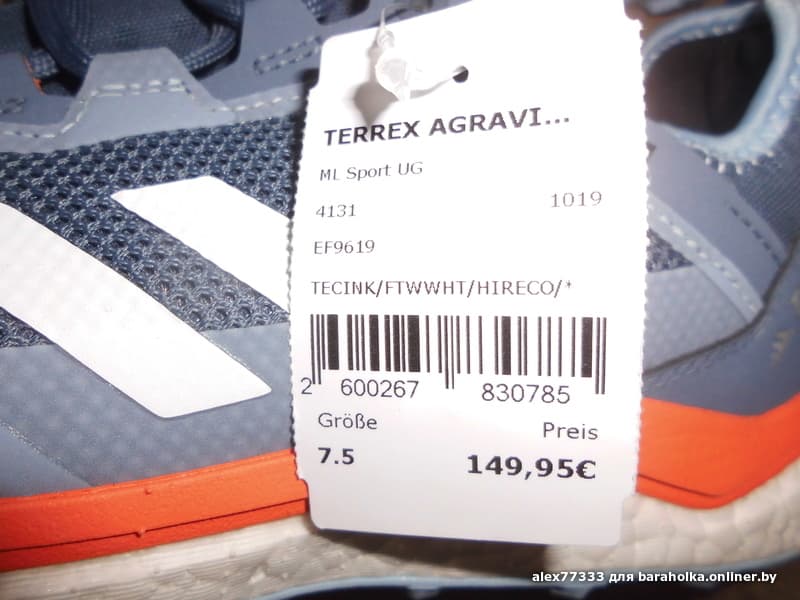 TERREX AGRAVI...
ML Sport UG
4131 1019
EF9619
TECINK/FTWWHT/HIRECO/*
2 600267 830785
Größe Preis
7.5 149,95€
alex77333 для baraholka.onliner.by